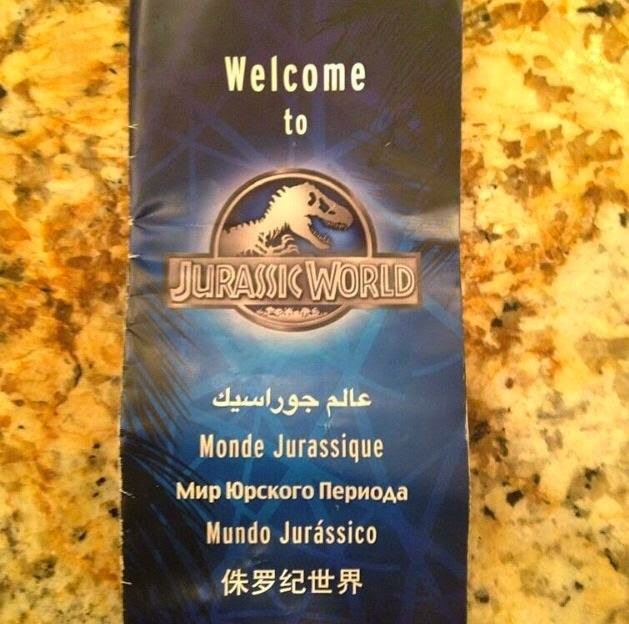 Welcome
to
JURASSIC WORLD
عالم جوراسيك
Monde Jurassique
Мир Юрского Периода
Mundo Jurássico
侏罗纪世界